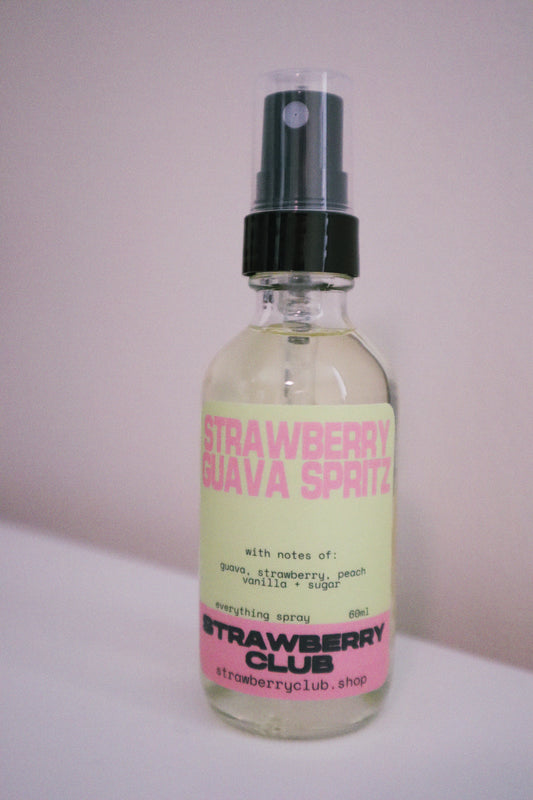 STRAWBERRY
GUAVA SPRITZ
with notes of:
guava, strawberry, peach
vanilla + sugar
everything spray 60ml
STRAWBERRY
CLUB
strawberryclub.shop